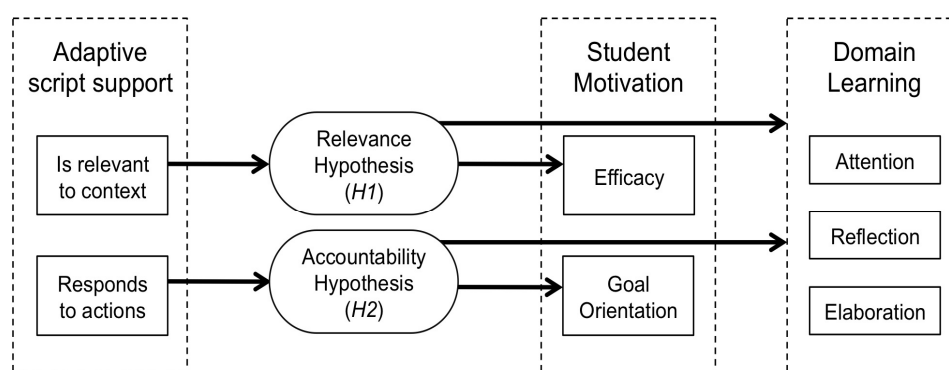 Adaptive
script support
Is relevant
to context
Responds
to actions
Relevance
Hypothesis
(H1)
Accountability
Hypothesis
(H2)
Student
Motivation
Efficacy
Goal
Orientation
Domain
Learning
Attention
Reflection
Elaboration